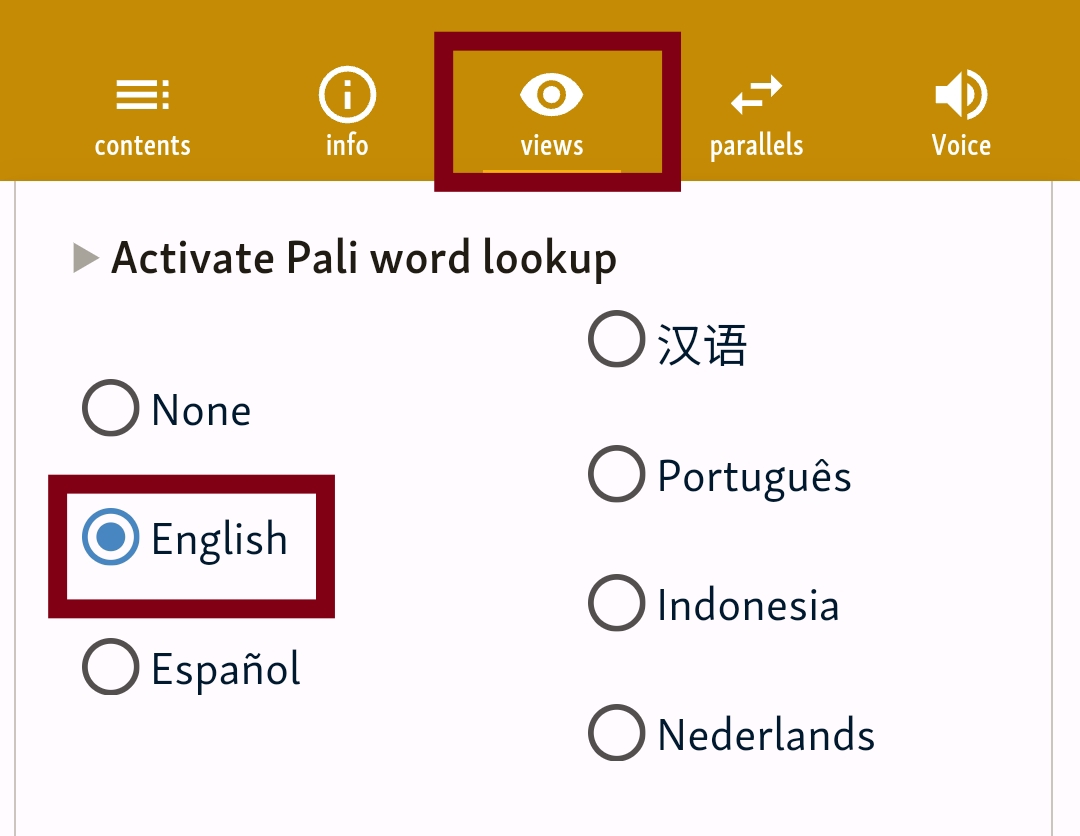 contents
info
views
parallels
Voice
Activate Pali word lookup
None
English
Español
汉语
Português
Indonesia
Nederlands